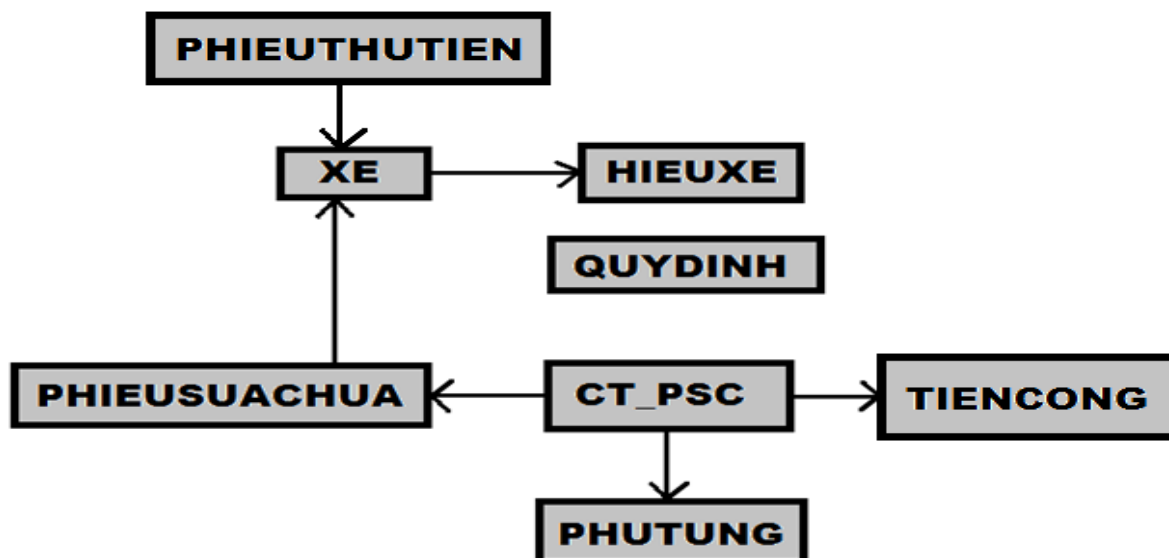 PHIEUTHUTIEN
XE
HIEUXE
QUYDINH
PHIEUSUACHUA
CT_PSC
TIENCONG
PHUTUNG